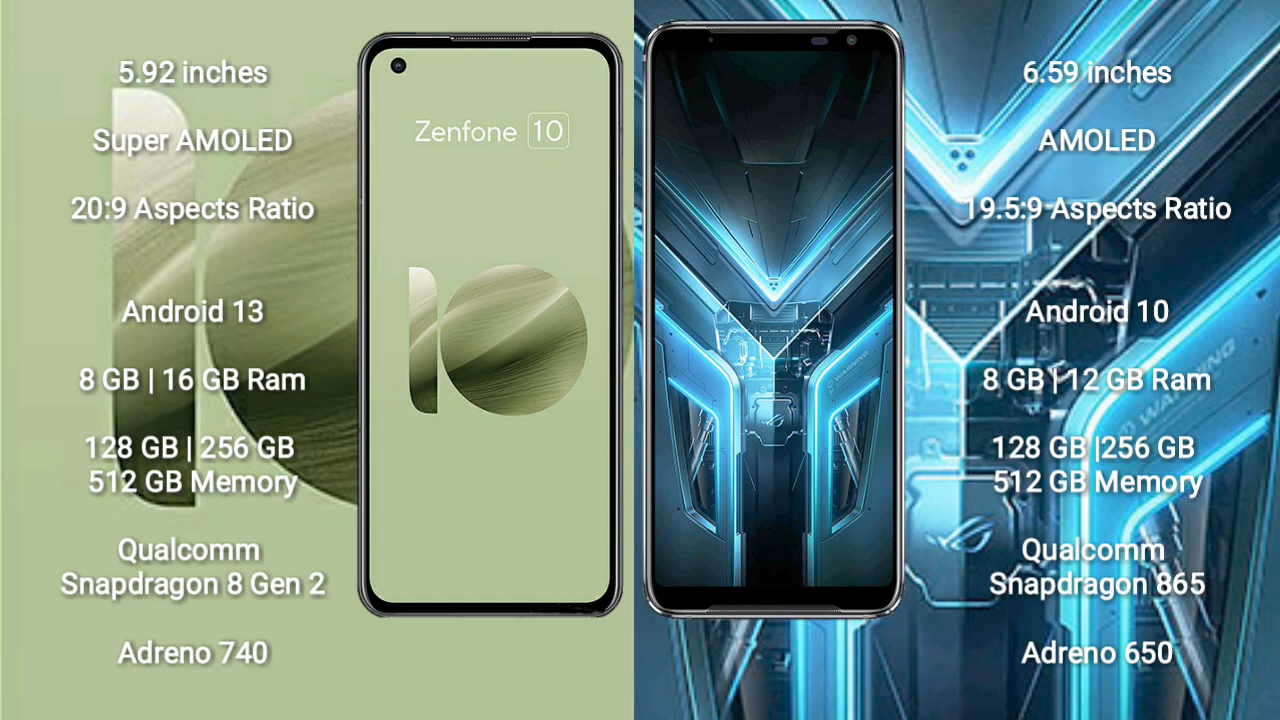 5.92 inches
Super AMOLED
20:9 Aspects Ratio
Android 13
8 GB | 16 GB Ram
128 GB | 256 GB
512 GB Memory
Qualcomm
Snapdragon 8 Gen 2
Adreno 740
Zenfone 10
10
WARNING
6.59 inches
AMOLED
19.5:9 Aspects Ratio
Android 10
8 GB | 12 GB Ram
128 GB |256 GB
512 GB Memory
Qualcomm
Snapdragon 865
Adreno 650
WARNING